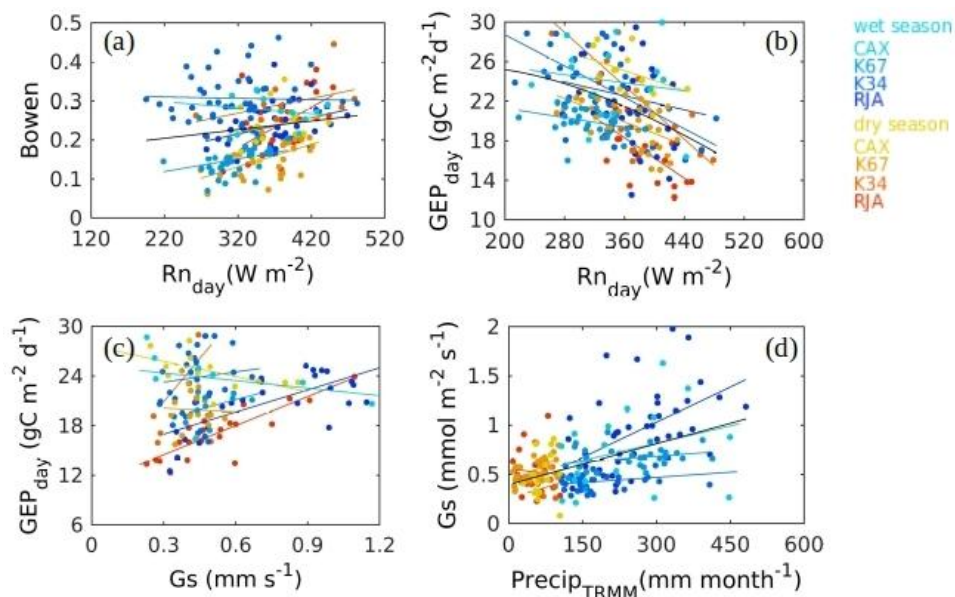 (a)
0.5
0.4
0.3
0.2
0.1
0
Bowen
120 220 320 420 520
Rn_day(W m^-2)
(b)
30
26
22
18
14
10
GEP_day (gC m^-2d^-1)
200 280 360 440 520 600
Rn_day(W m^-2)
wet season
CAX
K67
K34
RJA
dry season
CAX
K67
K34
RJA
(c)
30
24
18
12
6
GEP_day (gC m^-2 d^-1)
0 0.3 0.6 0.9 1.2
Gs (mm s^-1)
(d)
2
1.5
1
0.5
0
Gs (mmol m^-2 s^-1)
0 150 300 450 600
Precip_TRMM(mm month^-1)